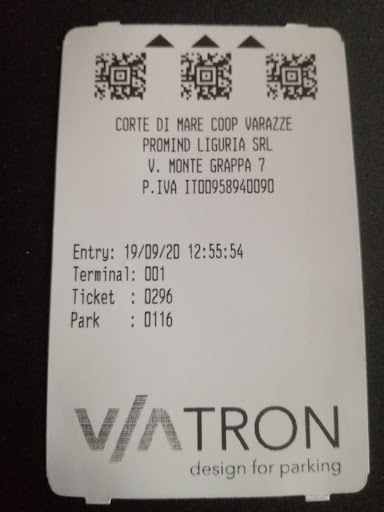 CORTE DI MARE COOP VARAZZE
PROMIND LIGURIA SRL
V. MONTE GRAPPA 7
P.IVA IT00958940090
Entry: 19/09/20 12:55:54
Terminal: 001
Ticket : 0296
Park : 0116
VIATRON
design for parking